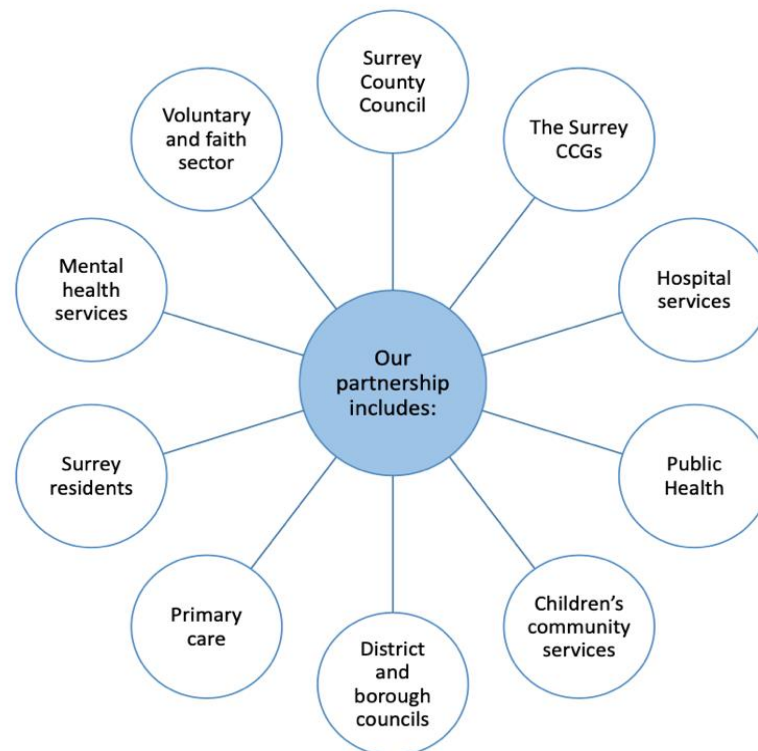 Our
partnership
includes:
Surrey
County
Council
The Surrey
CCGs
Hospital
services
Public
Health
Children’s
community
services
District
and
borough
councils
Primary
care
Surrey
residents
Mental
health
services
Voluntary
and faith
sector